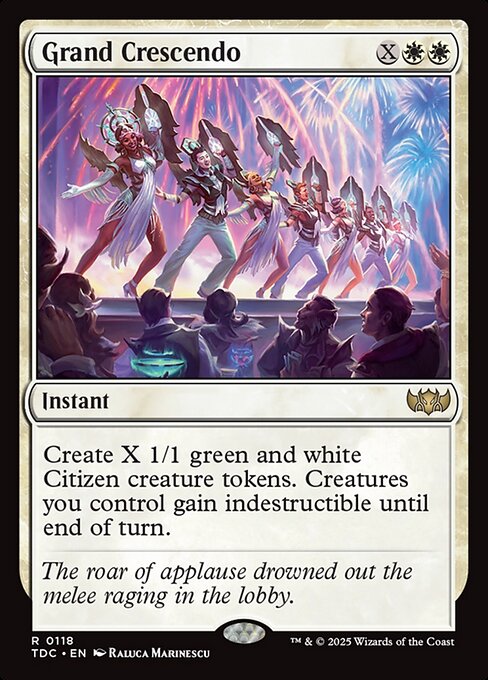 Grand Crescendo X
Instant
Create X 1/1 green and white
Citizen creature tokens. Creatures
you control gain indestructible until
end of turn.
The roar of applause drowned out the
melee raging in the lobby.
R 0118
TDC • EN Raluca Marinescu
™ & © 2025 Wizards of the Coast